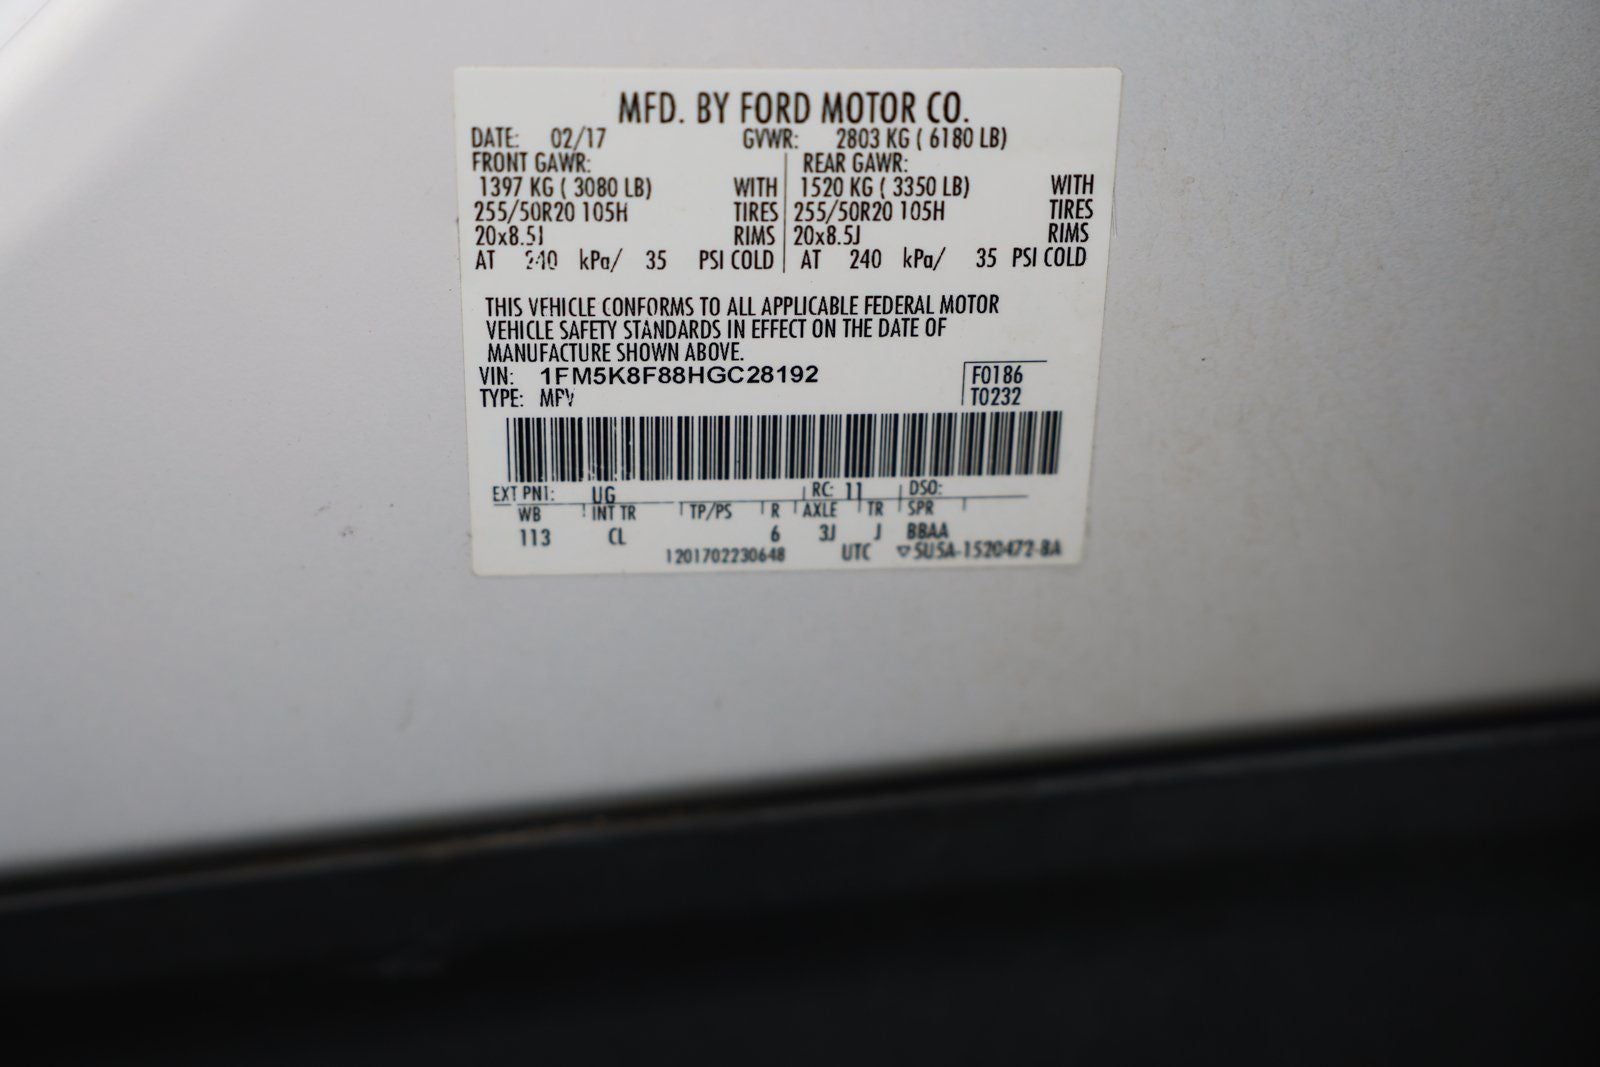 MFD. BY FORD MOTOR CO.
DATE: 02/17 GVWR: 2803 KG ( 6180 LB)
FRONT GAWR: REAR GAWR:
1397 KG ( 3080 LB) WITH 1520 KG ( 3350 LB) WITH
255/50R20 105H TIRES 255/50R20 105H TIRES
20x8.5J RIMS 20x8.5J RIMS
AT 240 kPa/ 35 PSI COLD AT 240 kPa/ 35 PSI COLD
THIS VEHICLE CONFORMS TO ALL APPLICABLE FEDERAL MOTOR
VEHICLE SAFETY STANDARDS IN EFFECT ON THE DATE OF
MANUFACTURE SHOWN ABOVE.
VIN: 1FM5K8F88HGC28192 F0186
TYPE: MPV T0232
EXT PNT: UG RC: 11 DSO:
WB INT TR TP/PS R AXLE TR SPR
113 CL 6 3J J BBAA
1201702230648 UTC ▽SU5A-1520472-BA